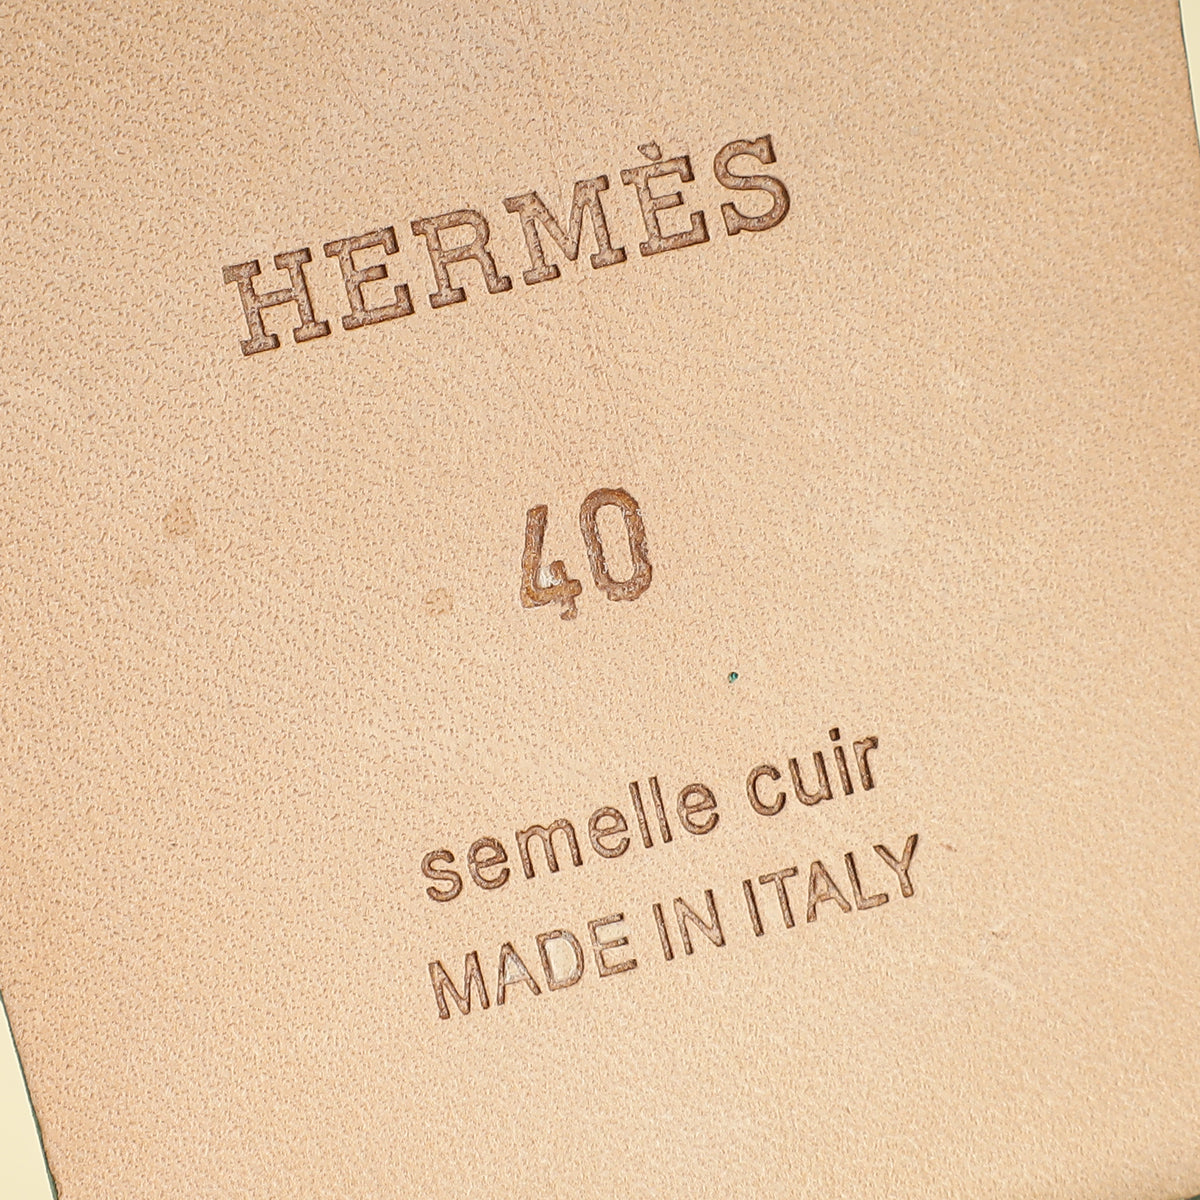 HERMÈS
40
semelle cuir
MADE IN ITALY